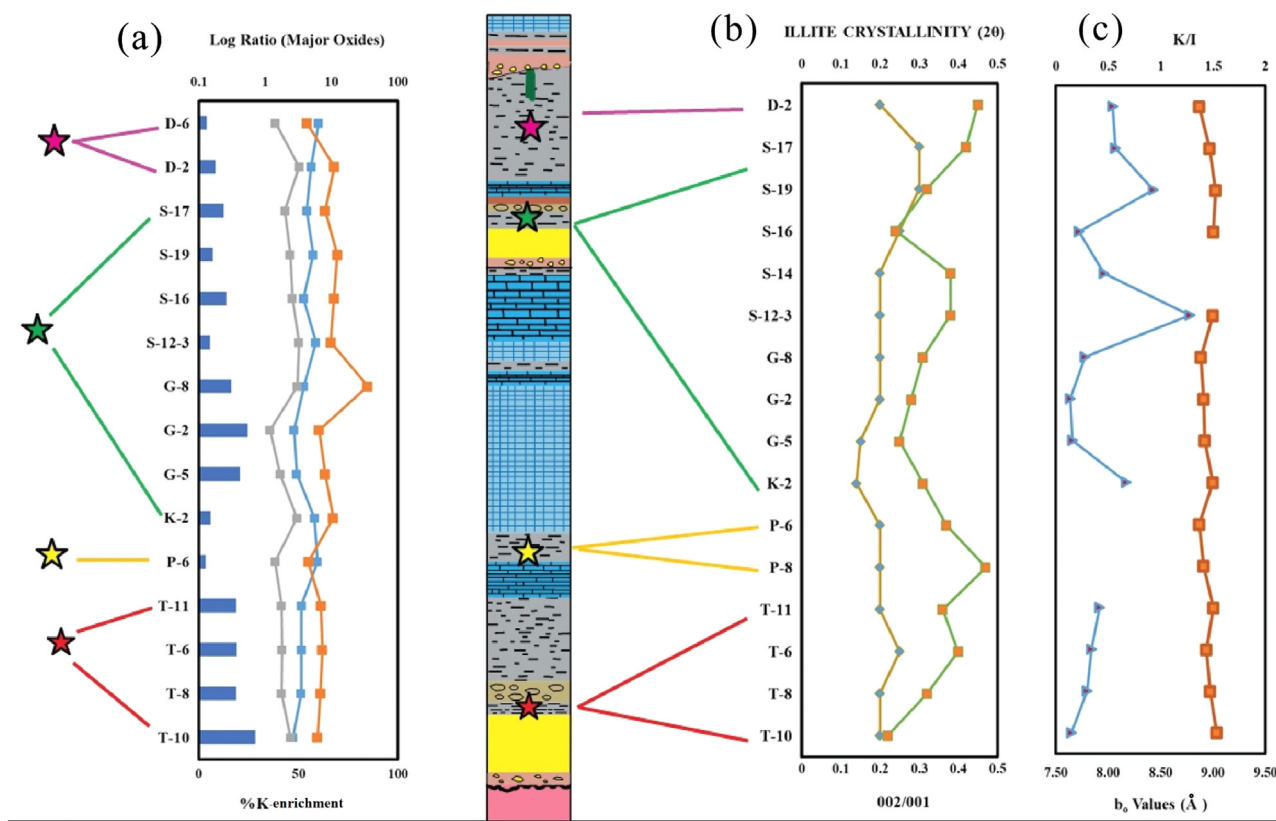 (a)
Log Ratio (Major Oxides)
0.1 1 10 100
D-6
D-2
S-17
S-19
S-16
S-12-3
G-8
G-2
G-5
K-2
P-6
T-11
T-6
T-8
T-10
0 50 100
%K-enrichment
(b)
ILLITE CRYSTALLINITY (2θ)
0 0.1 0.2 0.3 0.4 0.5
D-2
S-17
S-19
S-16
S-14
S-12-3
G-8
G-2
G-5
K-2
P-6
P-8
T-11
T-6
T-8
T-10
0 0.1 0.2 0.3 0.4 0.5
002/001
(c)
K/I
0 0.5 1 1.5 2
7.50 8.00 8.50 9.00 9.50
b₀ Values (Å)